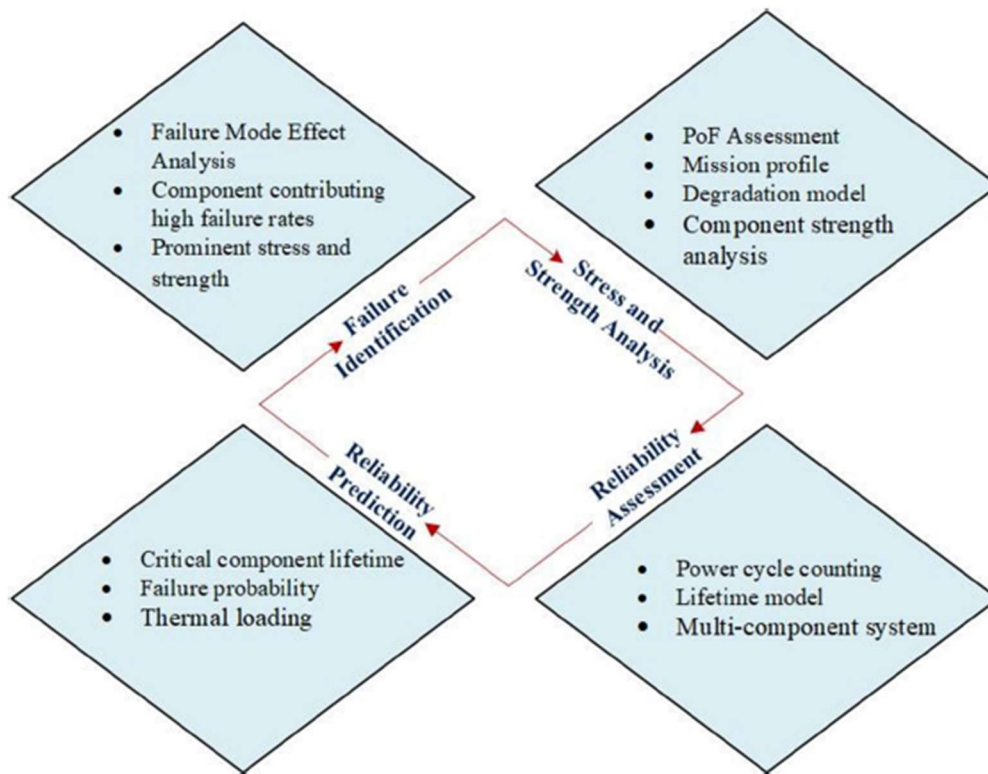 • Failure Mode Effect
Analysis
• Component contributing
high failure rates
• Prominent stress and
strength
• PoF Assessment
• Mission profile
• Degradation model
• Component strength
analysis
Failure
Identification
Stress and
Strength Analysis
Reliability
Assessment
Reliability
Prediction
• Critical component lifetime
• Failure probability
• Thermal loading
• Power cycle counting
• Lifetime model
• Multi-component system